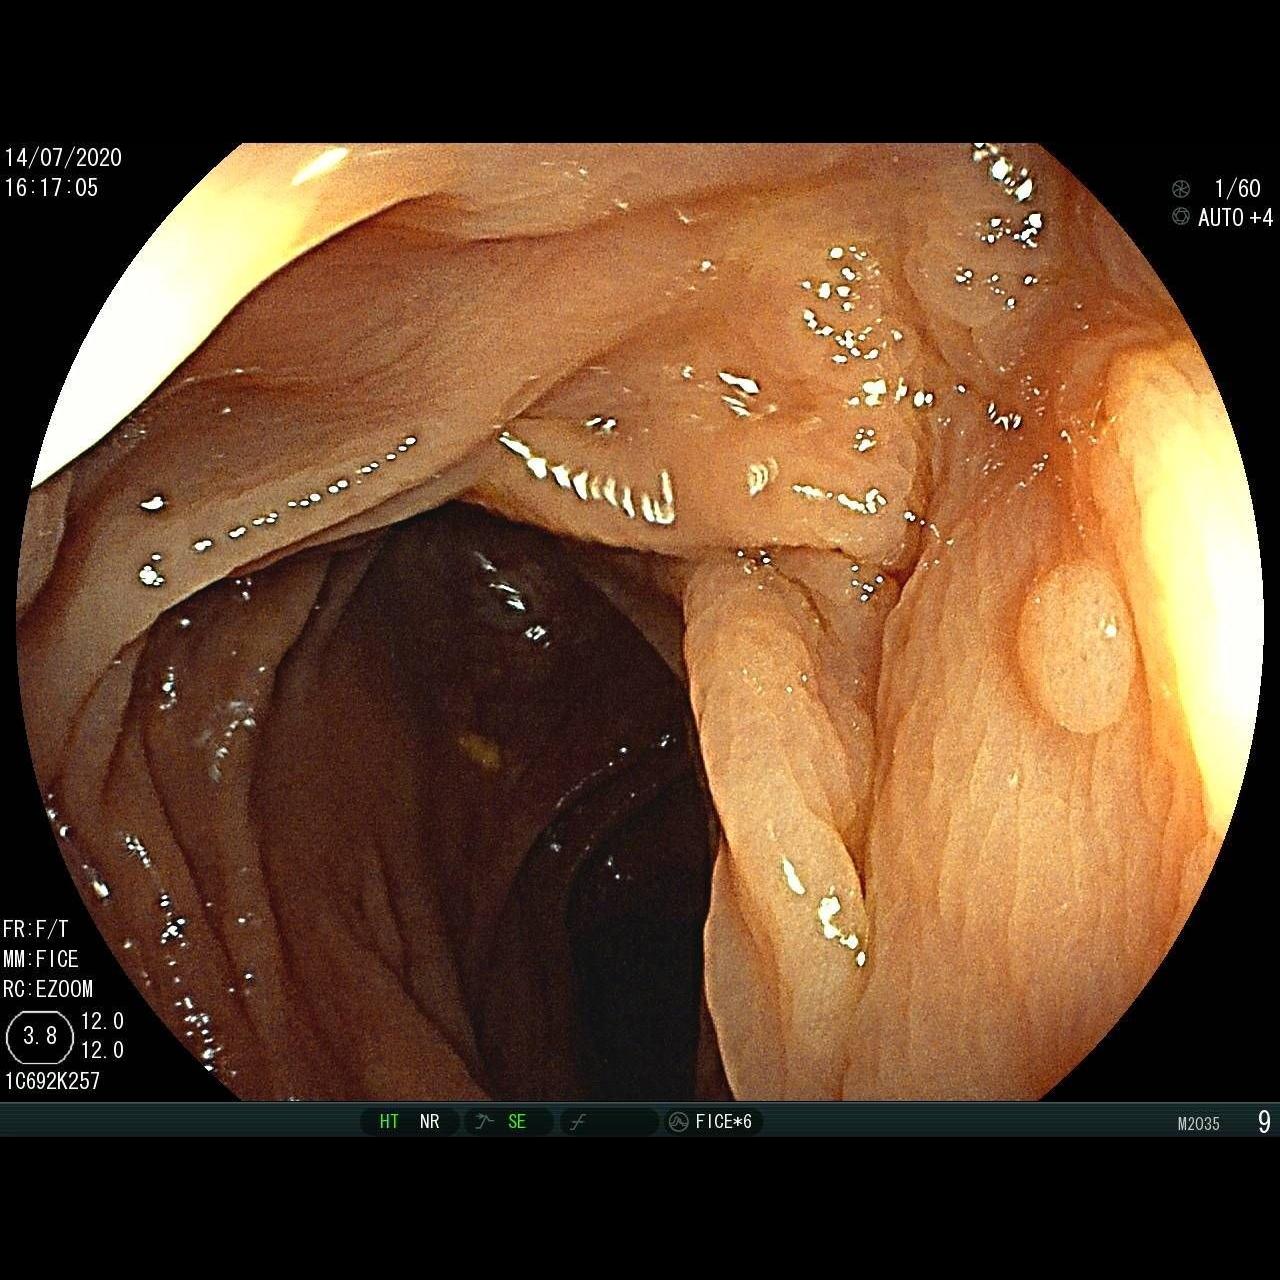 14/07/2020
16:17:05
1/60
AUTO +4
FR:F/T
MM:FICE
RC:EZOOM
3.8
12.0
12.0
1C692K257
HT NR SE FICE*6 M2035 9